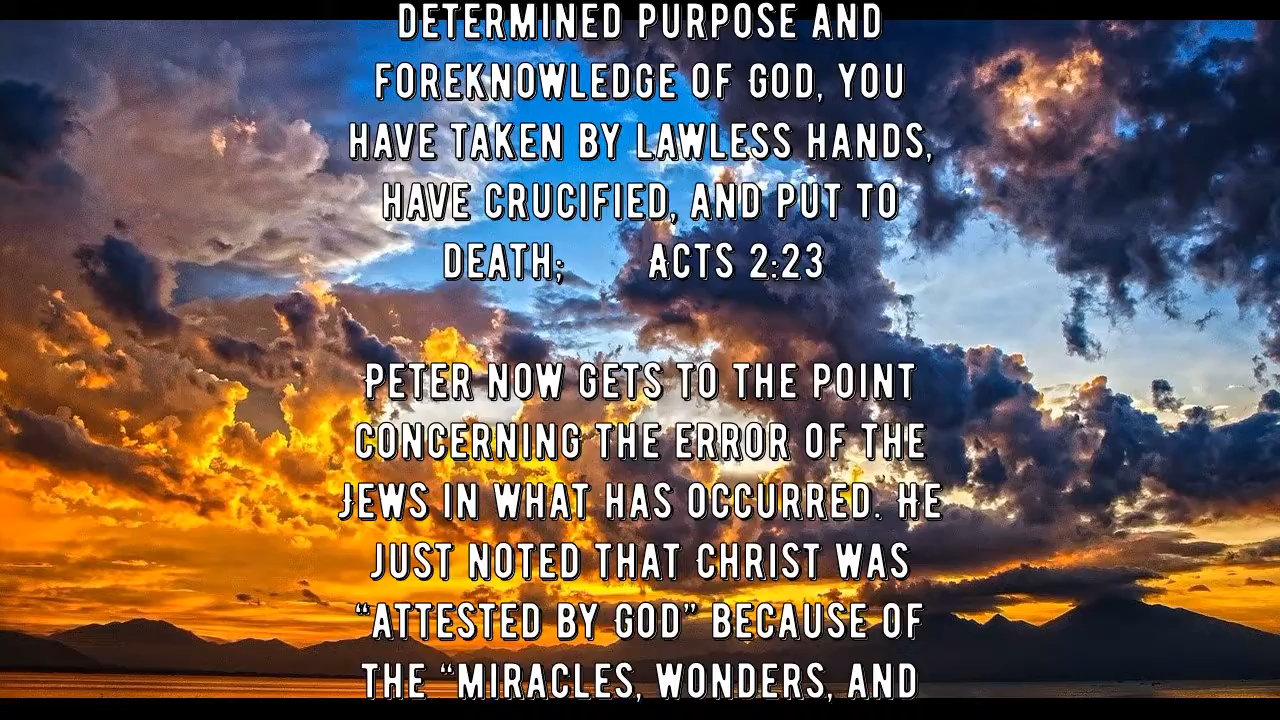 DETERMINED PURPOSE AND
FOREKNOWLEDGE OF GOD, YOU
HAVE TAKEN BY LAWLESS HANDS,
HAVE CRUCIFIED, AND PUT TO
DEATH; ACTS 2:23
PETER NOW GETS TO THE POINT
CONCERNING THE ERROR OF THE
JEWS IN WHAT HAS OCCURRED. HE
JUST NOTED THAT CHRIST WAS
“ATTESTED BY GOD” BECAUSE OF
THE “MIRACLES, WONDERS, AND